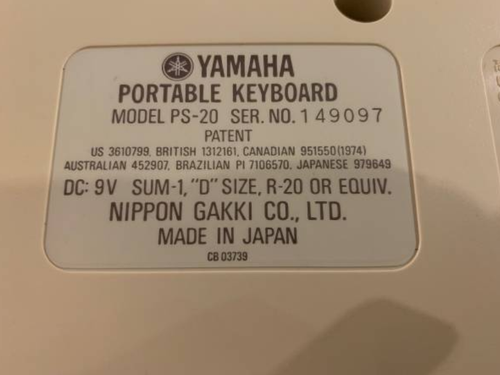 YAMAHA
PORTABLE KEYBOARD
MODEL PS-20 SER. NO. 149097
PATENT
US 3610799, BRITISH 1312161, CANADIAN 951550(1974)
AUSTRALIAN 452907, BRAZILIAN PI 7106570, JAPANESE 979649
DC: 9V SUM-1, "D" SIZE, R-20 OR EQUIV.
NIPPON GAKKI CO., LTD.
MADE IN JAPAN
CB 03739